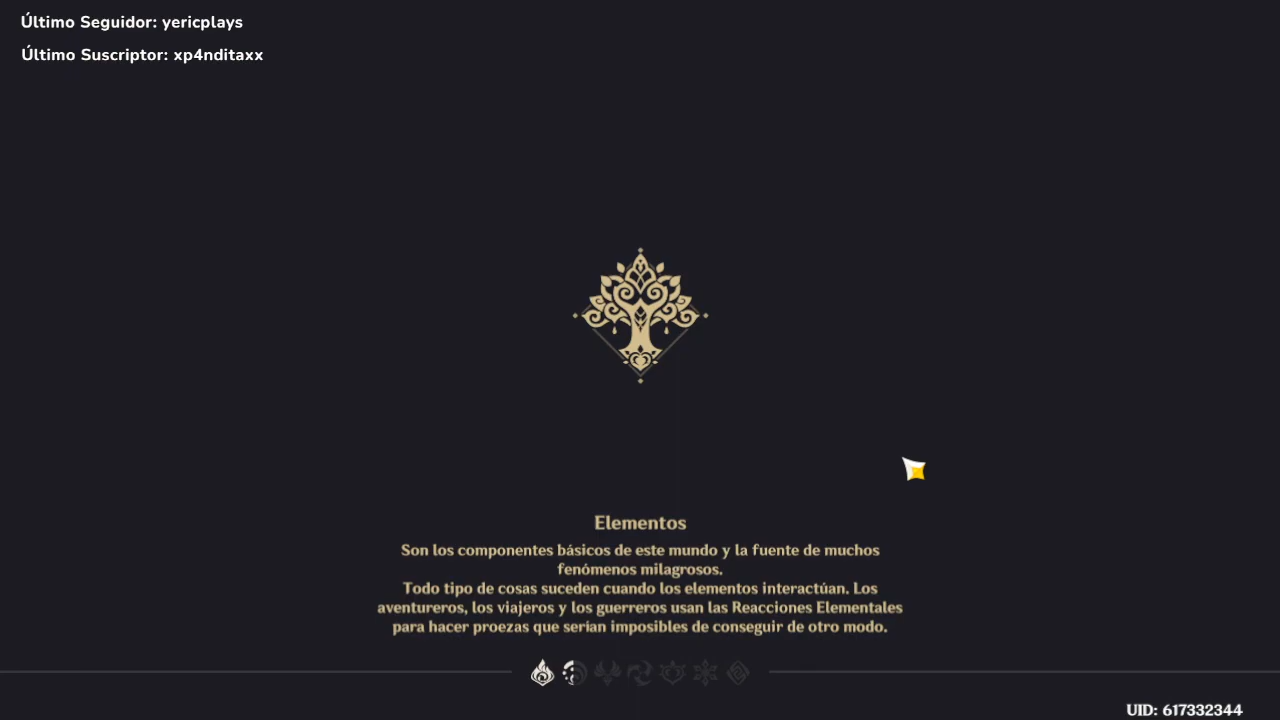 Último Seguidor: yericplays
Último Suscriptor: xp4nditaxx
Elementos
Son los componentes básicos de este mundo y la fuente de muchos
fenómenos milagrosos.
Todo tipo de cosas suceden cuando los elementos interactúan. Los
aventureros, los viajeros y los guerreros usan las Reacciones Elementales
para hacer proezas que serían imposibles de conseguir de otro modo.
UID: 617332344